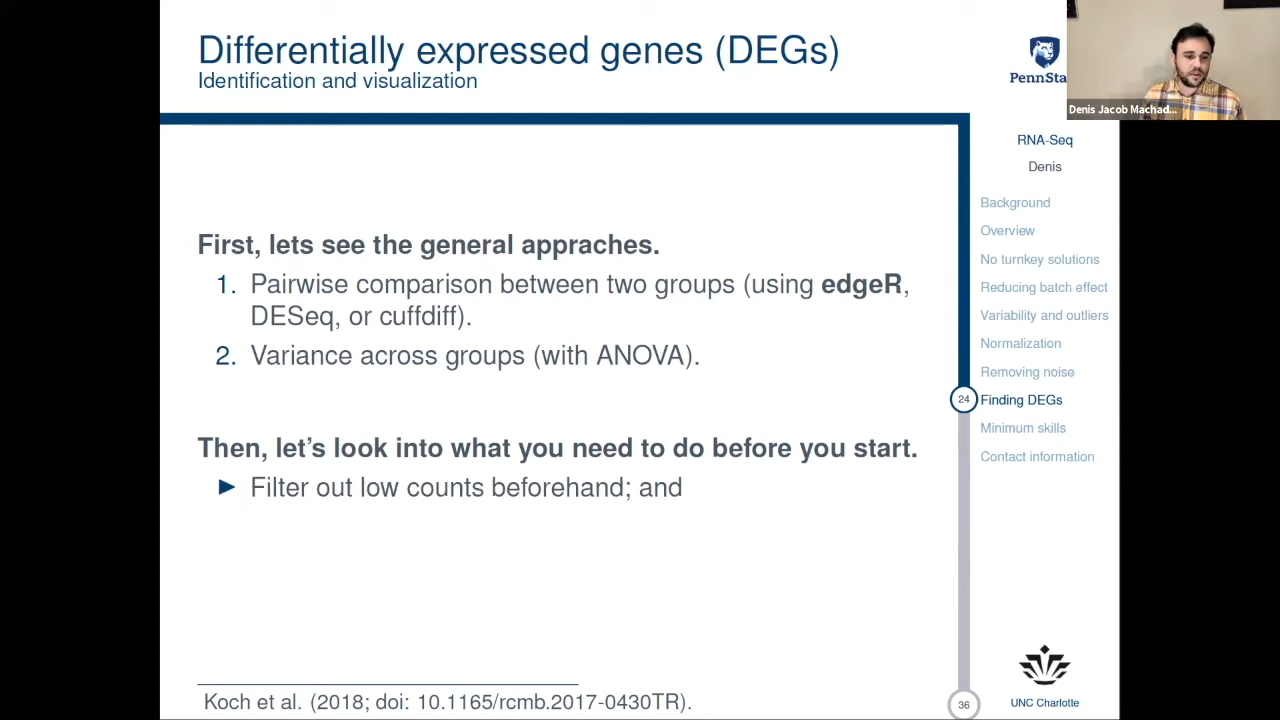 Differentially expressed genes (DEGs)
Identification and visualization
PennSta
Denis Jacob Machad...
RNA-Seq
Denis
Background
Overview
No turnkey solutions
Reducing batch effect
Variability and outliers
Normalization
Removing noise
24 Finding DEGs
Minimum skills
Contact information
First, lets see the general appraches.
1. Pairwise comparison between two groups (using edgeR,
DESeq, or cuffdiff).
2. Variance across groups (with ANOVA).
Then, let's look into what you need to do before you start.
▶ Filter out low counts beforehand; and
Koch et al. (2018; doi: 10.1165/rcmb.2017-0430TR).
36
UNC Charlotte